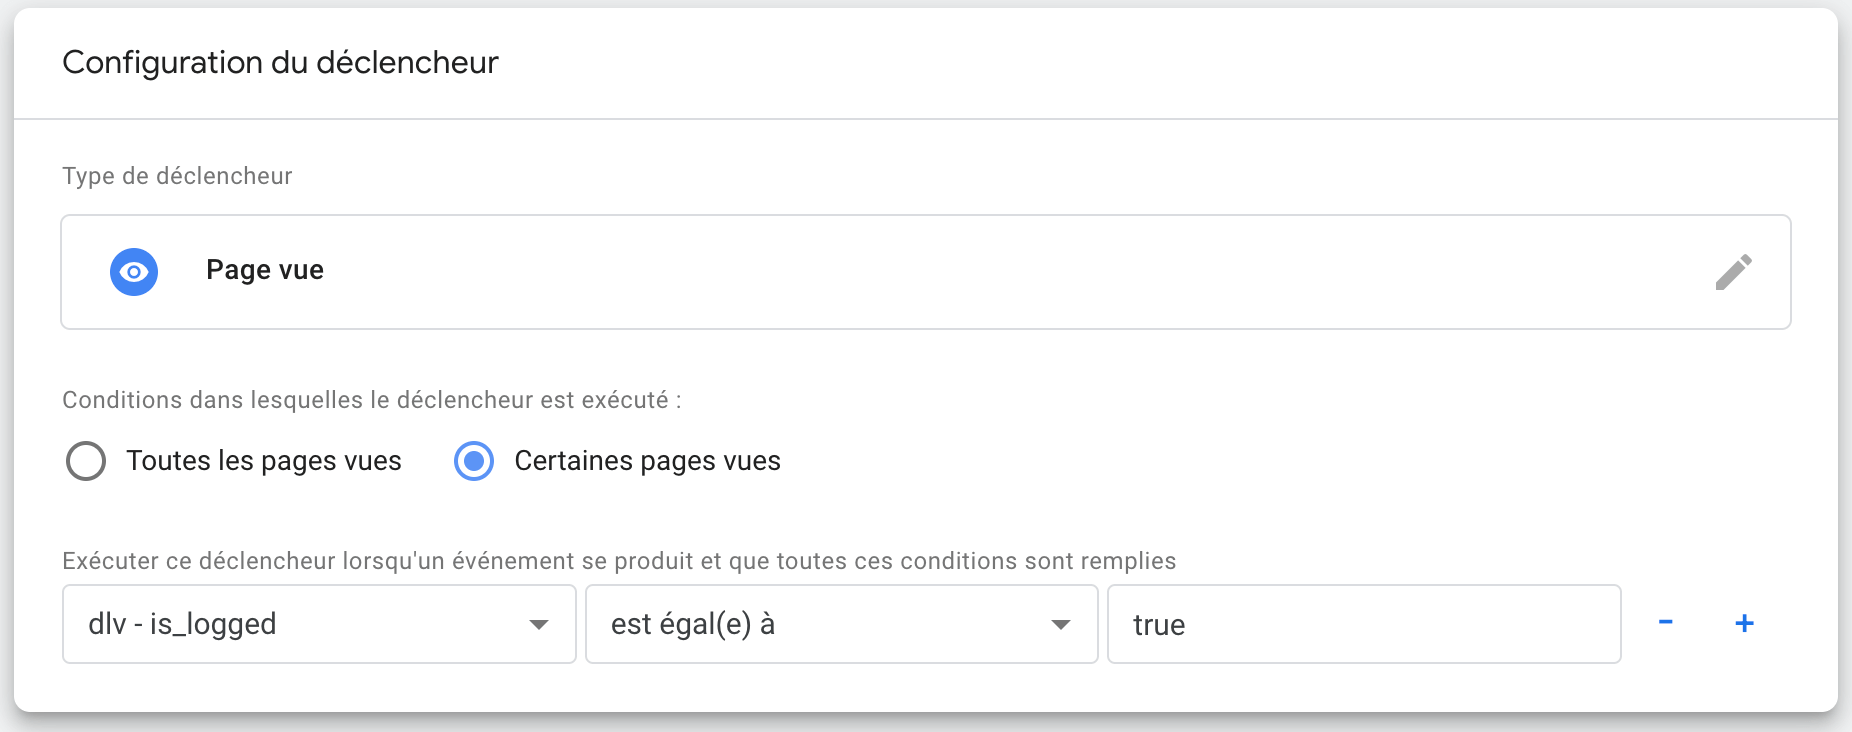 Configuration du déclencheur
Type de déclencheur
Page vue
Conditions dans lesquelles le déclencheur est exécuté :
Toutes les pages vues Certaines pages vues
Exécuter ce déclencheur lorsqu'un événement se produit et que toutes ces conditions sont remplies
dlv - is_logged est égal(e) à true - +